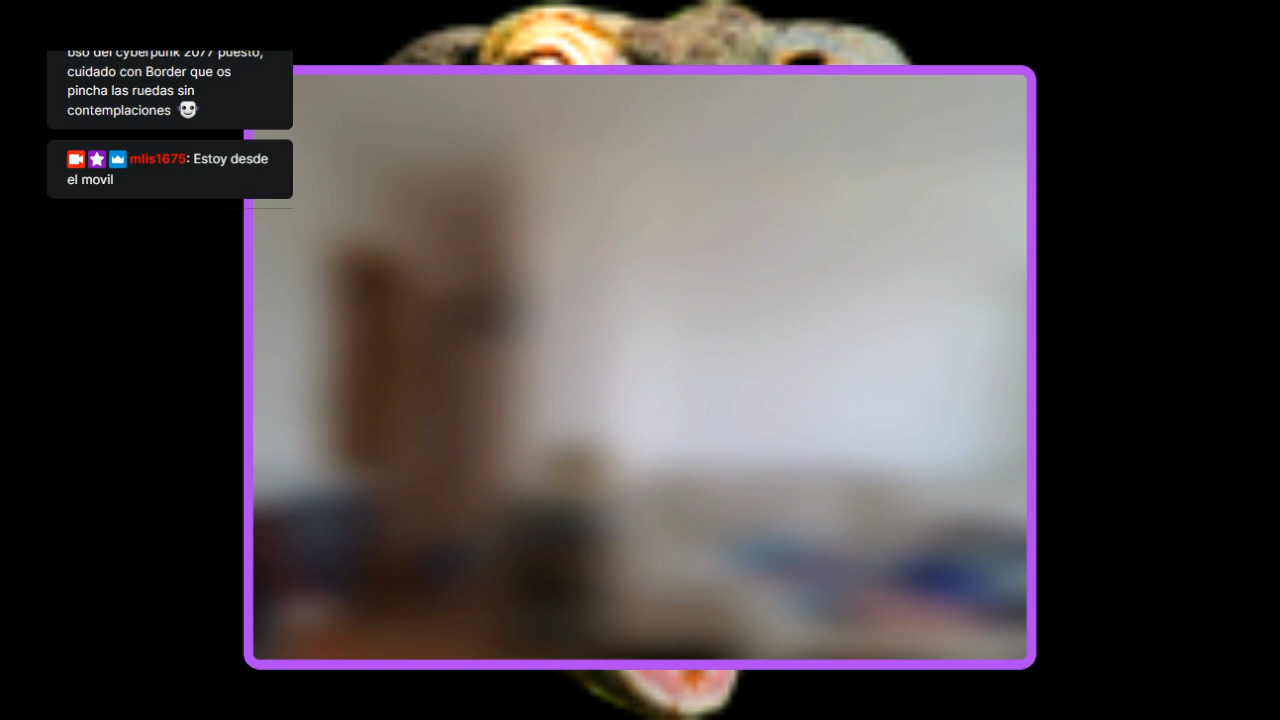 bso del cyberpunk 2077 puesto,
cuidado con Border que os
pincha las ruedas sin
contemplaciones
mlis1675: Estoy desde
el movil